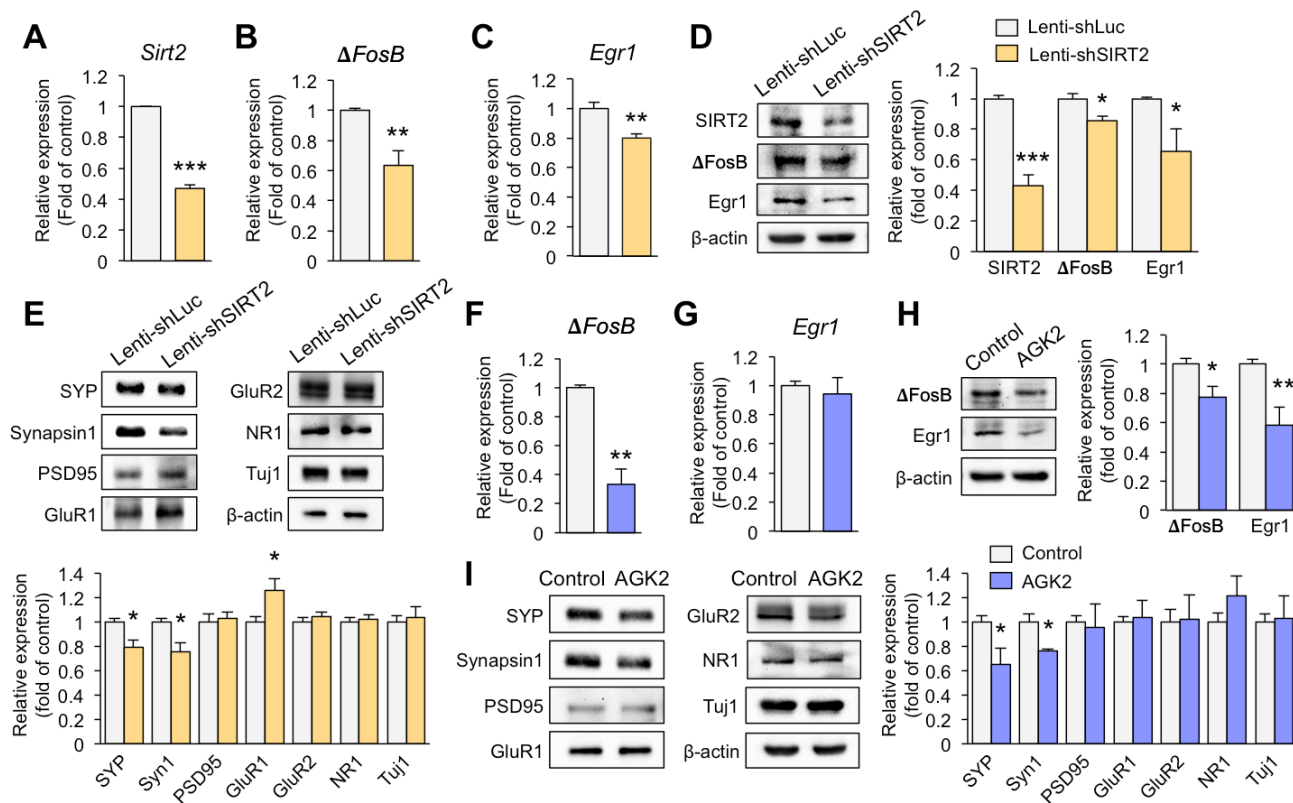 A
Sirt2
Relative expression
(Fold of control)
1.2
1
0.8
0.6
0.4
0.2
0
***
B
ΔFosB
Relative expression
(Fold of control)
1.2
1
0.8
0.6
0.4
0.2
0
**
C
Egr1
Relative expression
(Fold of control)
1.2
1
0.8
0.6
0.4
0.2
0
**
D
Lenti-shLuc
Lenti-shSIRT2
SIRT2
ΔFosB
Egr1
β-actin
Lenti-shLuc
Lenti-shSIRT2
Relative expression
(fold of control)
1.2
1
0.8
0.6
0.4
0.2
0
***
*
*
SIRT2 ΔFosB Egr1
E
Lenti-shLuc
Lenti-shSIRT2
SYP
Synapsin1
PSD95
GluR1
Lenti-shLuc
Lenti-shSIRT2
GluR2
NR1
Tuj1
β-actin
Relative expression
(fold of control)
1.4
1.2
1
0.8
0.6
0.4
0.2
0
*
*
*
SYP
Syn1
PSD95
GluR1
GluR2
NR1
Tuj1
F
ΔFosB
Relative expression
(Fold of control)
1.2
1
0.8
0.6
0.4
0.2
0
**
G
Egr1
Relative expression
(Fold of control)
1.2
1
0.8
0.6
0.4
0.2
0
H
Control
AGK2
ΔFosB
Egr1
β-actin
Relative expression
(fold of control)
1.2
1
0.8
0.6
0.4
0.2
0
*
**
ΔFosB Egr1
I
Control AGK2
SYP
Synapsin1
PSD95
GluR1
Control AGK2
GluR2
NR1
Tuj1
β-actin
Control
AGK2
Relative expression
(fold of control)
1.4
1.2
1
0.8
0.6
0.4
0.2
0
*
*
SYP
Syn1
PSD95
GluR1
GluR2
NR1
Tuj1